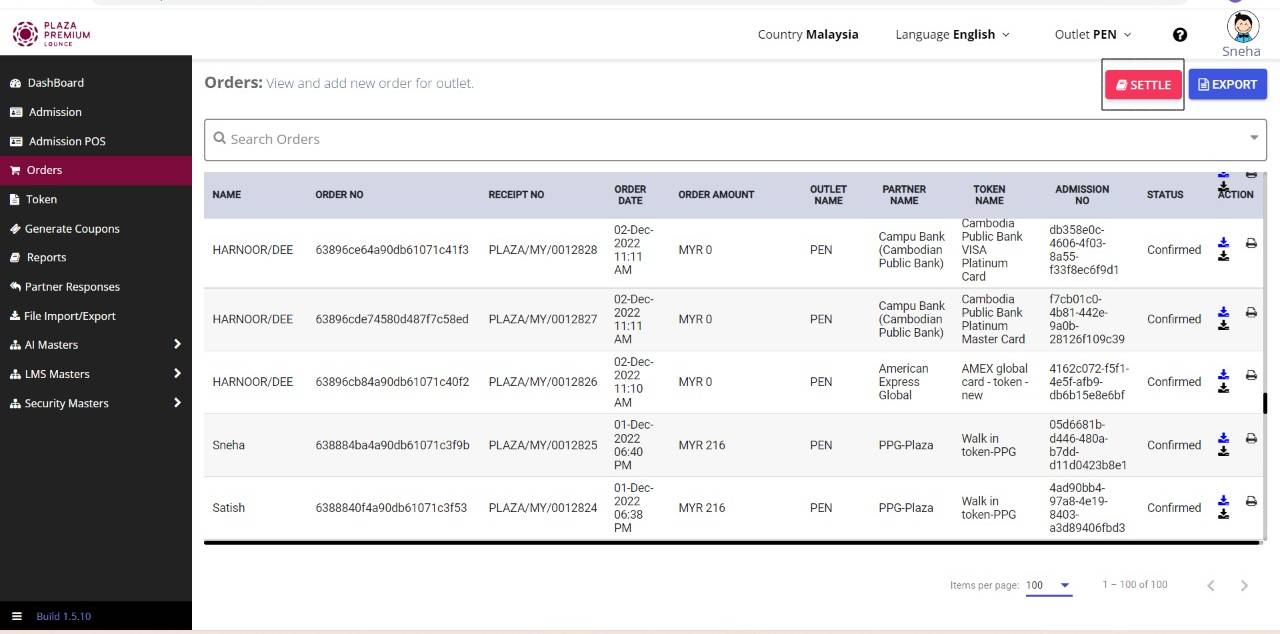 PLAZA
PREMIUM
LOUNGE
Country Malaysia
Language English
Outlet PEN
Sneha
DashBoard
Admission
Admission POS
Orders
Token
Generate Coupons
Reports
Partner Responses
File Import/Export
AI Masters
LMS Masters
Security Masters
Build 1.5.10
Orders: View and add new order for outlet.
SETTLE
EXPORT
Search Orders
NAME ORDER NO RECEIPT NO ORDER DATE ORDER AMOUNT OUTLET NAME PARTNER NAME TOKEN NAME ADMISSION NO STATUS ACTION
HARNOOR/DEE 63896ce64a90db61071c41f3 PLAZA/MY/0012828 02-Dec-2022 11:11 AM MYR 0 PEN Campu Bank (Cambodian Public Bank) Cambodia Public Bank VISA Platinum Card db358e0c-4606-4f03-8a55-f33f8ec6f9d1 Confirmed
HARNOOR/DEE 63896cde74580d487f7c58ed PLAZA/MY/0012827 02-Dec-2022 11:11 AM MYR 0 PEN Campu Bank (Cambodian Public Bank) Cambodia Public Bank Platinum Master Card f7cb01c0-4b81-442e-9a0b-28126f109c39 Confirmed
HARNOOR/DEE 63896cb84a90db61071c40f2 PLAZA/MY/0012826 02-Dec-2022 11:10 AM MYR 0 PEN American Express Global AMEX global card - token - new 4162c072-f5f1-4e5f-afb9-db6b15e8e6bf Confirmed
Sneha 638884ba4a90db61071c3f9b PLAZA/MY/0012825 01-Dec-2022 06:40 PM MYR 216 PEN PPG-Plaza Walk in token-PPG 05d6681b-d446-480a-b7dd-d11d0423b8e1 Confirmed
Satish 6388840f4a90db61071c3f53 PLAZA/MY/0012824 01-Dec-2022 06:38 PM MYR 216 PEN PPG-Plaza Walk in token-PPG 4ad90bb4-97a8-4e19-8403-a3d89406fbd3 Confirmed
Items per page: 100 1 – 100 of 100